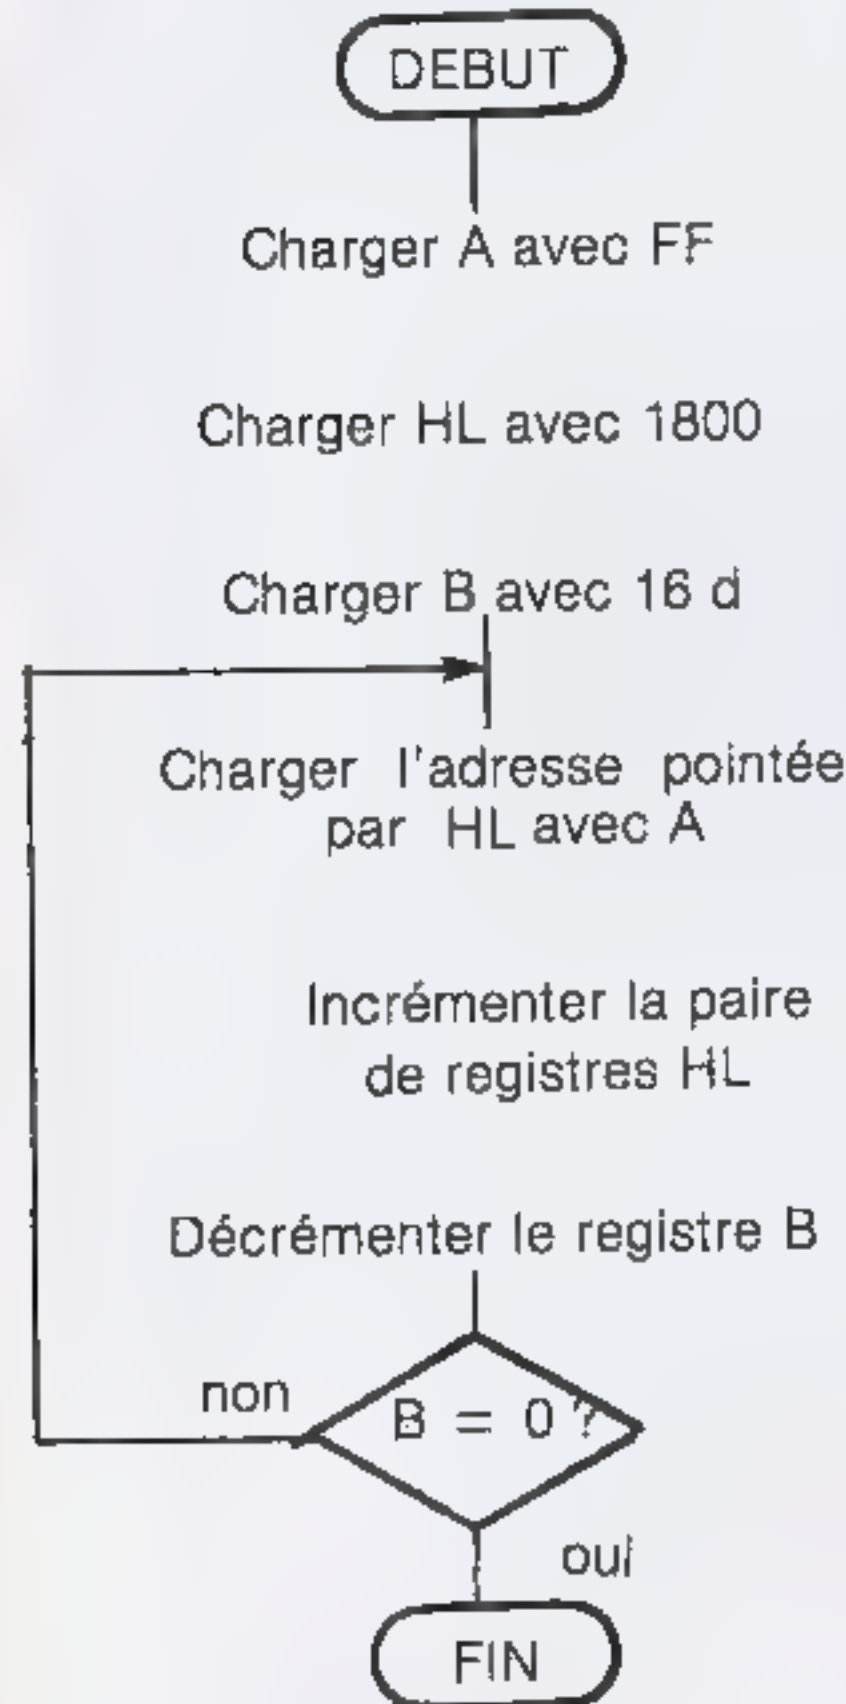 DEBUT
Charger A avec FF
Charger HL avec 1800
Charger B avec 16 d
Charger l'adresse pointée
par HL avec A
Incrémenter la paire
de registres HL
Décrémenter le registre B
non
B = 0 ?
oui
FIN